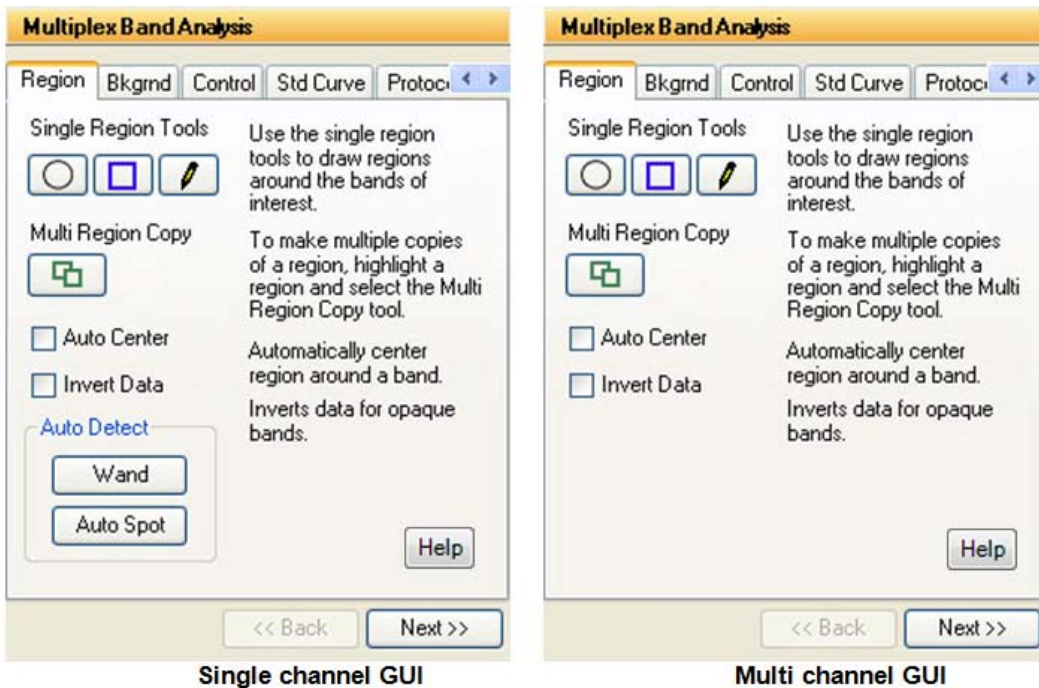 Multiplex Band Analysis
Region Bkgrnd Control Std Curve Protoc
Single Region Tools
Use the single region
tools to draw regions
around the bands of
interest.
Multi Region Copy
To make multiple copies
of a region, highlight a
region and select the Multi
Region Copy tool.
Auto Center
Automatically center
region around a band.
Invert Data
Inverts data for opaque
bands.
Auto Detect
Wand
Auto Spot
Help
<< Back Next >>
Single channel GUI
Multiplex Band Analysis
Region Bkgrnd Control Std Curve Protoc
Single Region Tools
Use the single region
tools to draw regions
around the bands of
interest.
Multi Region Copy
To make multiple copies
of a region, highlight a
region and select the Multi
Region Copy tool.
Auto Center
Automatically center
region around a band.
Invert Data
Inverts data for opaque
bands.
Help
<< Back Next >>
Multi channel GUI